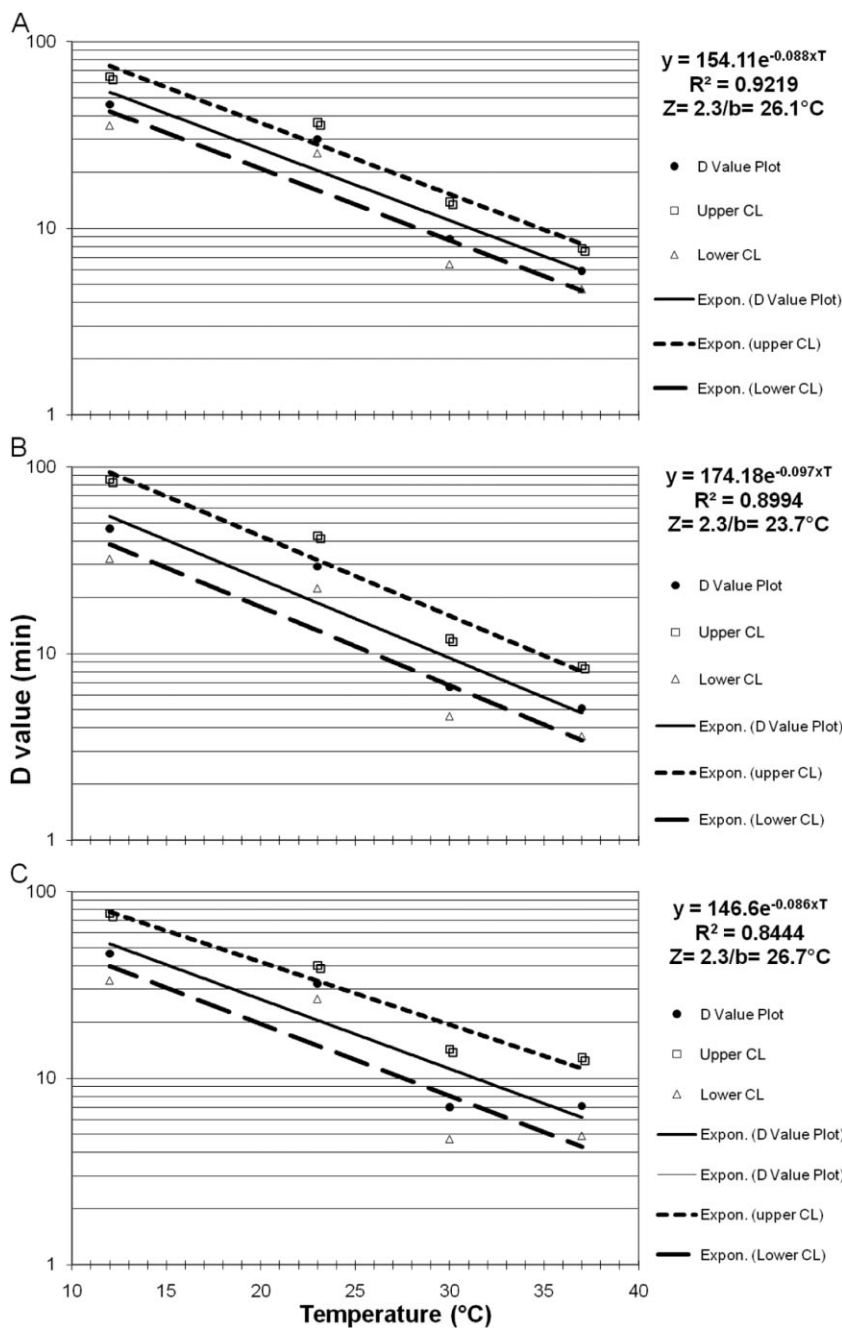 A
100
10
1
y = 154.11e-0.088xT
R² = 0.9219
Z= 2.3/b= 26.1°C
D Value Plot
Upper CL
Lower CL
Expon. (D Value Plot)
Expon. (upper CL)
Expon. (Lower CL)
B
100
10
1
D value (min)
y = 174.18e-0.097xT
R² = 0.8994
Z= 2.3/b= 23.7°C
D Value Plot
Upper CL
Lower CL
Expon. (D Value Plot)
Expon. (upper CL)
Expon. (Lower CL)
C
100
10
1
10 15 20 25 30 35 40
Temperature (°C)
y = 146.6e-0.086xT
R² = 0.8444
Z= 2.3/b= 26.7°C
D Value Plot
Upper CL
Lower CL
Expon. (D Value Plot)
Expon. (D Value Plot)
Expon. (upper CL)
Expon. (Lower CL)